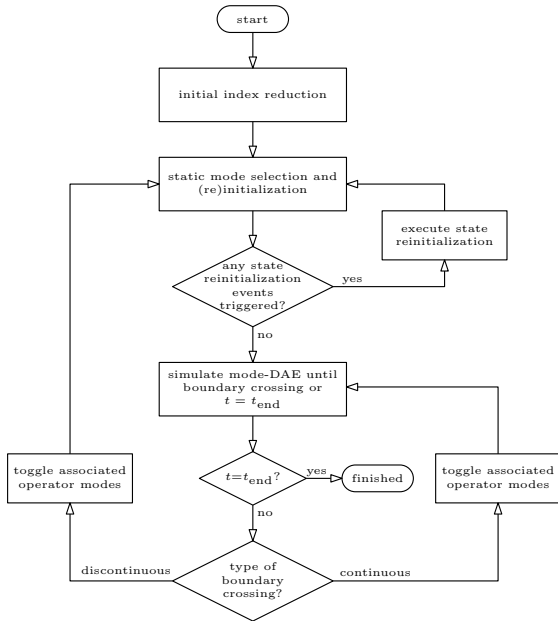 start
initial index reduction
static mode selection and
(re)initialization
execute state
reinitialization
any state
reinitialization
events
triggered?
yes
no
simulate mode-DAE until
boundary crossing or
t = t_end
toggle associated
operator modes
t=t_end?
yes
finished
toggle associated
operator modes
no
discontinuous
type of
boundary
crossing?
continuous